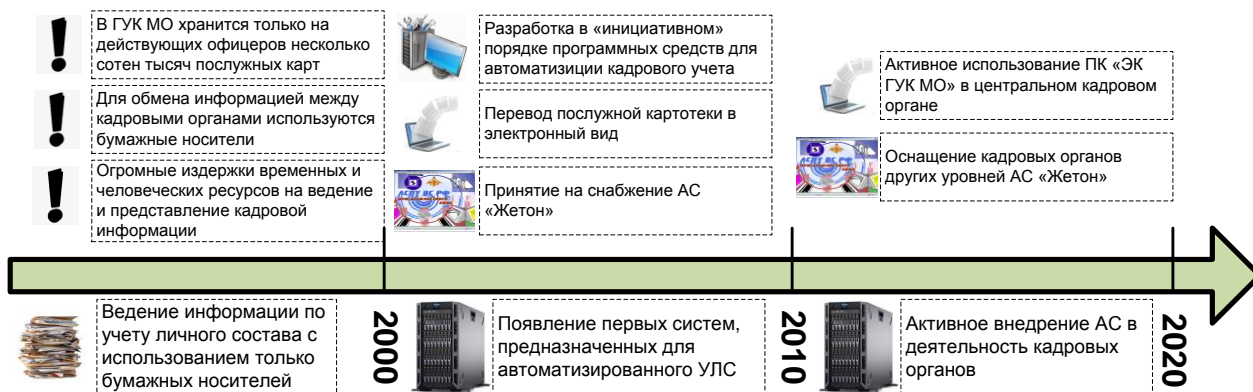 В ГУК МО хранится только на
действующих офицеров несколько
сотен тысяч послужных карт
Для обмена информацией между
кадровыми органами используются
бумажные носители
Огромные издержки временных и
человеческих ресурсов на ведение
и представление кадровой
информации
Разработка в «инициативном»
порядке программных средств для
автоматизиции кадрового учета
Перевод послужной картотеки в
электронный вид
Принятие на снабжение АС
«Жетон»
Активное использование ПК «ЭК
ГУК МО» в центральном кадровом
органе
Оснащение кадровых органов
других уровней АС «Жетон»
Ведение информации по
учету личного состава с
использованием только
бумажных носителей
2000
Появление первых систем,
предназначенных для
автоматизированного УЛС
2010
Активное внедрение АС в
деятельность кадровых
органов
2020